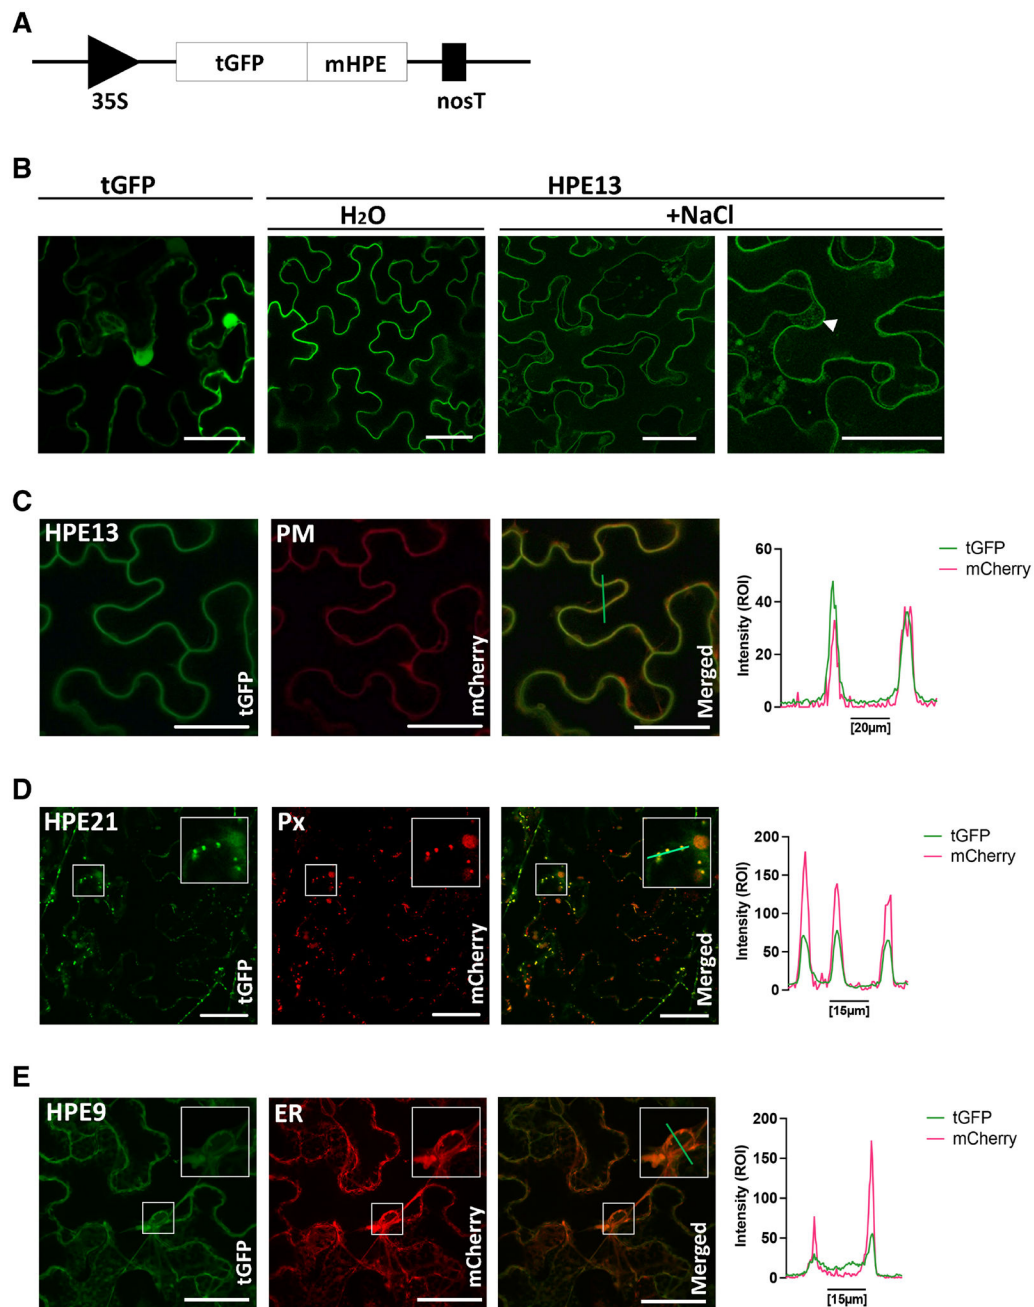 A
tGFP mHPE
35S nosT
B
tGFP HPE13
H2O +NaCl
C
HPE13 PM
tGFP mCherry Merged
60
40
20
0
Intensity (ROI)
tGFP
mCherry
[20µm]
D
HPE21 Px
tGFP mCherry Merged
200
150
100
50
0
Intensity (ROI)
tGFP
mCherry
[15µm]
E
HPE9 ER
tGFP mCherry Merged
200
150
100
50
0
Intensity (ROI)
tGFP
mCherry
[15µm]